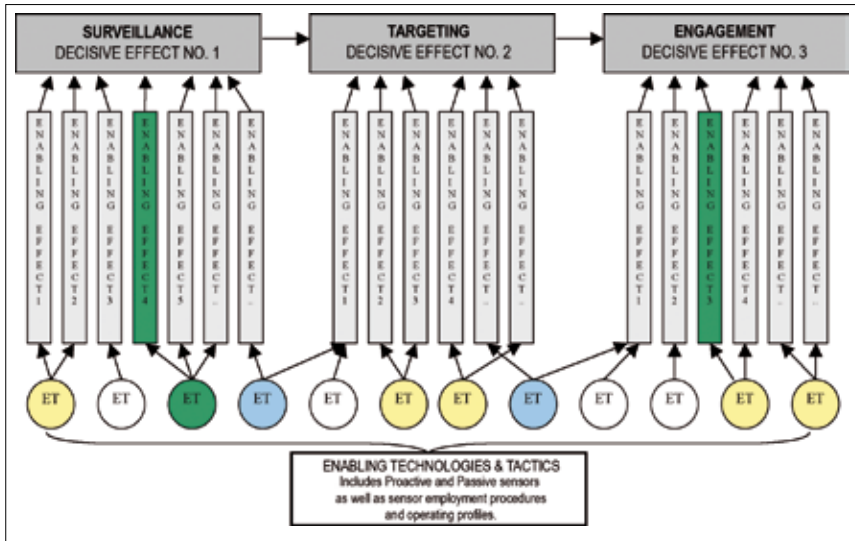 SURVEILLANCE
DECISIVE EFFECT NO. 1
TARGETING
DECISIVE EFFECT NO. 2
ENGAGEMENT
DECISIVE EFFECT NO. 3
ENABLING EFFECT 1
ENABLING EFFECT 2
ENABLING EFFECT 3
ENABLING EFFECT 4
ENABLING EFFECT 5
ENABLING EFFECT ..
ENABLING EFFECT ..
ENABLING EFFECT 1
ENABLING EFFECT 2
ENABLING EFFECT 3
ENABLING EFFECT 4
ENABLING EFFECT ..
ENABLING EFFECT ..
ENABLING EFFECT 1
ENABLING EFFECT 2
ENABLING EFFECT 3
ENABLING EFFECT 4
ENABLING EFFECT ..
ENABLING EFFECT ..
ET
ET
ET
ET
ET
ET
ET
ET
ET
ET
ET
ET
ENABLING TECHNOLOGIES & TACTICS
Includes Proactive and Passive sensors
as well as sensor employment procedures
and operating profiles.